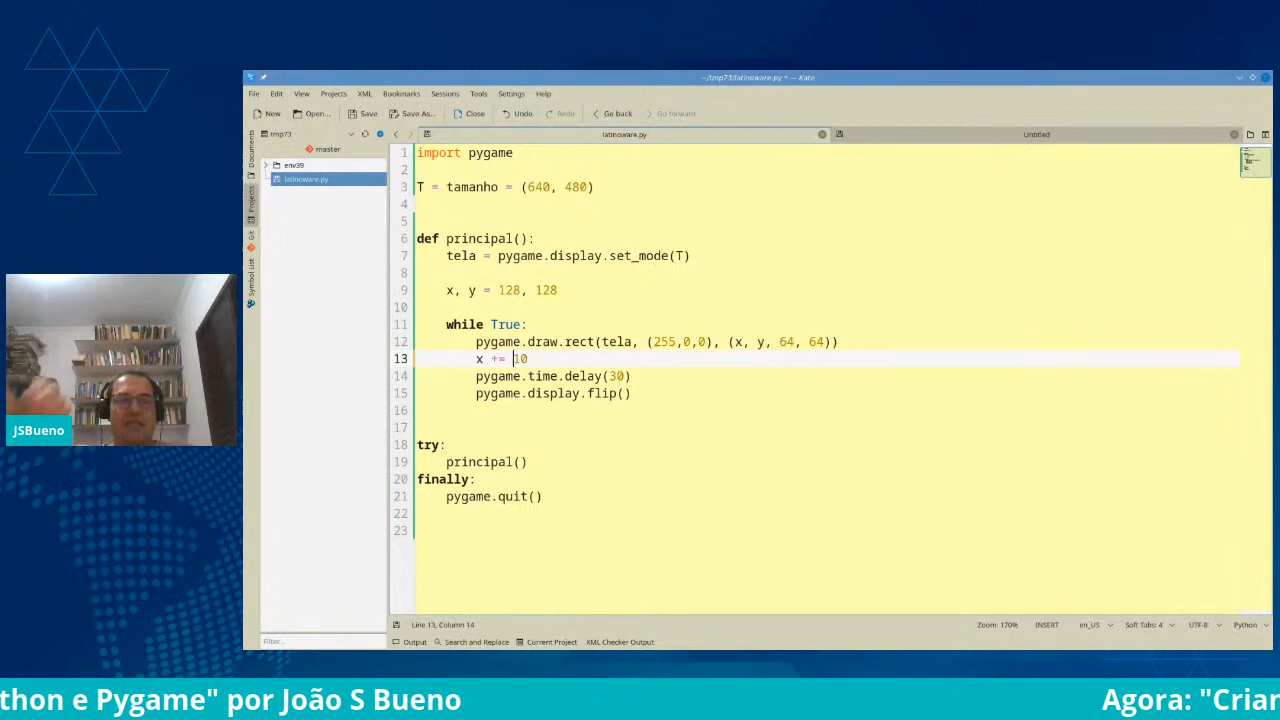 ~/tmp73/latinoware.py * — Kate
File Edit View Projects XML Bookmarks Sessions Tools Settings Help
New Open... Save Save As... Close Undo Redo Go back Go forward
tmp73
latinoware.py
Untitled
master
env39
latinoware.py
Documents
Projects
Git
Symbol List
1 import pygame
2
3 T = tamanho = (640, 480)
4
5
6 def principal():
7 tela = pygame.display.set_mode(T)
8
9 x, y = 128, 128
10
11 while True:
12 pygame.draw.rect(tela, (255,0,0), (x, y, 64, 64))
13 x += 10
14 pygame.time.delay(30)
15 pygame.display.flip()
16
17
18 try:
19 principal()
20 finally:
21 pygame.quit()
22
23
JSBueno
Filter...
Line 13, Column 14 Zoom: 170% INSERT en_US Soft Tabs: 4 UTF-8 Python
Output Search and Replace Current Project XML Checker Output
thon e Pygame" por João S Bueno
Agora: "Criar